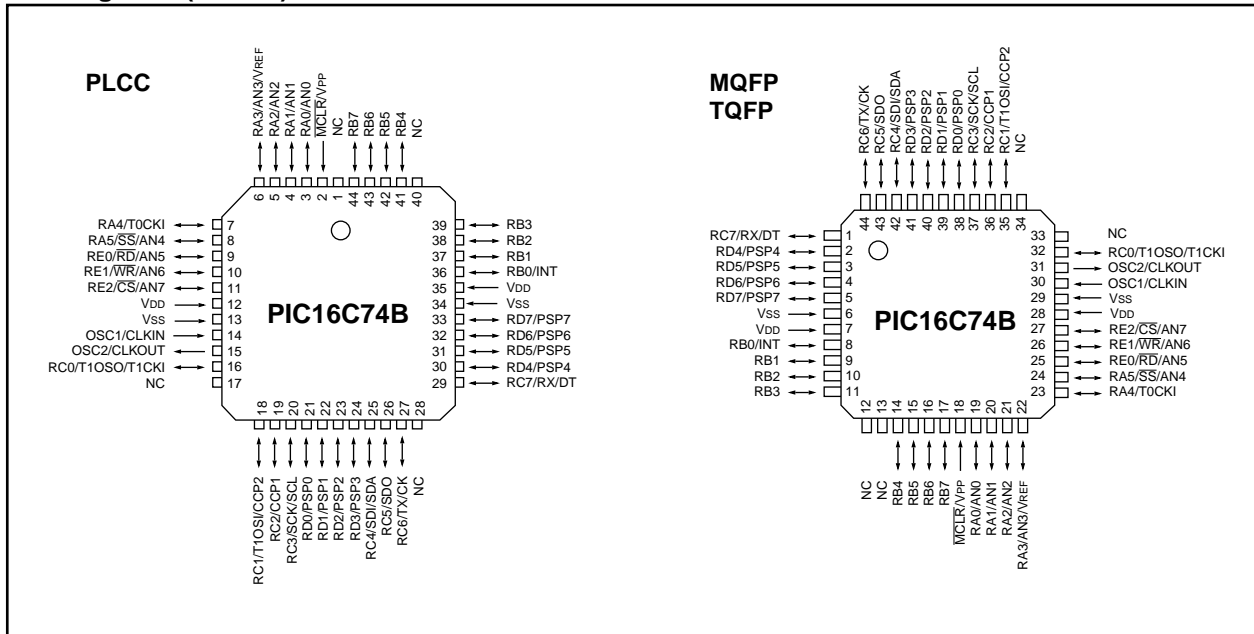 PLCC
RA3/AN3/VREF
RA2/AN2
RA1/AN1
RA0/AN0
MCLR/VPP
NC
RB7
RB6
RB5
RB4
NC
6 5 4 3 2 1 44 43 42 41 40
RA4/T0CKI 7
RA5/SS/AN4 8
RE0/RD/AN5 9
RE1/WR/AN6 10
RE2/CS/AN7 11
VDD 12
VSS 13
OSC1/CLKIN 14
OSC2/CLKOUT 15
RC0/T1OSO/T1CKI 16
NC 17
PIC16C74B
39 RB3
38 RB2
37 RB1
36 RB0/INT
35 VDD
34 VSS
33 RD7/PSP7
32 RD6/PSP6
31 RD5/PSP5
30 RD4/PSP4
29 RC7/RX/DT
18 19 20 21 22 23 24 25 26 27 28
RC1/T1OSI/CCP2
RC2/CCP1
RC3/SCK/SCL
RD0/PSP0
RD1/PSP1
RD2/PSP2
RD3/PSP3
RC4/SDI/SDA
RC5/SDO
RC6/TX/CK
NC
MQFP
TQFP
RC6/TX/CK
RC5/SDO
RC4/SDI/SDA
RD3/PSP3
RD2/PSP2
RD1/PSP1
RD0/PSP0
RC3/SCK/SCL
RC2/CCP1
RC1/T1OSI/CCP2
NC
44 43 42 41 40 39 38 37 36 35 34
RC7/RX/DT 1
RD4/PSP4 2
RD5/PSP5 3
RD6/PSP6 4
RD7/PSP7 5
VSS 6
VDD 7
RB0/INT 8
RB1 9
RB2 10
RB3 11
PIC16C74B
33 NC
32 RC0/T1OSO/T1CKI
31 OSC2/CLKOUT
30 OSC1/CLKIN
29 VSS
28 VDD
27 RE2/CS/AN7
26 RE1/WR/AN6
25 RE0/RD/AN5
24 RA5/SS/AN4
23 RA4/T0CKI
12 13 14 15 16 17 18 19 20 21 22
NC
NC
RB4
RB5
RB6
RB7
MCLR/VPP
RA0/AN0
RA1/AN1
RA2/AN2
RA3/AN3/VREF